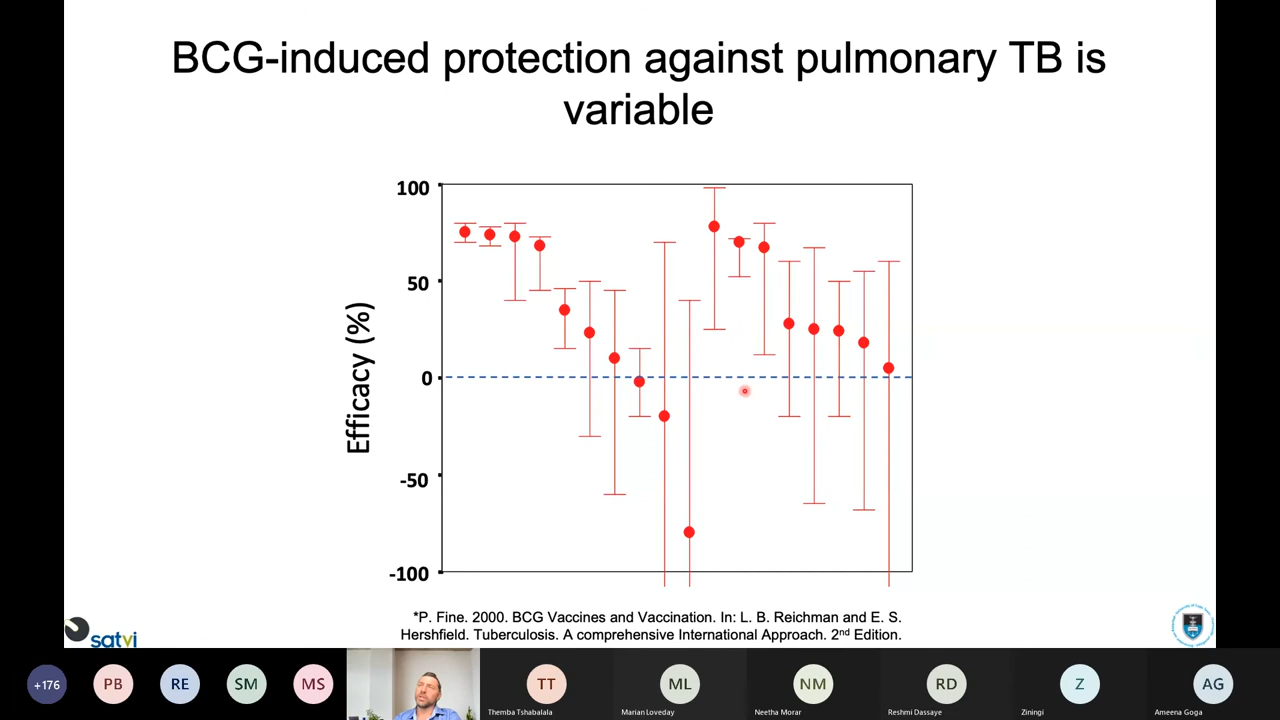 BCG-induced protection against pulmonary TB is
variable
Efficacy (%)
100
50
0
-50
-100
*P. Fine. 2000. BCG Vaccines and Vaccination. In: L. B. Reichman and E. S.
Hershfield. Tuberculosis. A comprehensive International Approach. 2nd Edition.
satvi
+176
PB
RE
SM
MS
TT
Themba Tshabalala
ML
Marian Loveday
NM
Neetha Morar
RD
Reshmi Dassaye
Z
Ziningi
AG
Ameena Goga